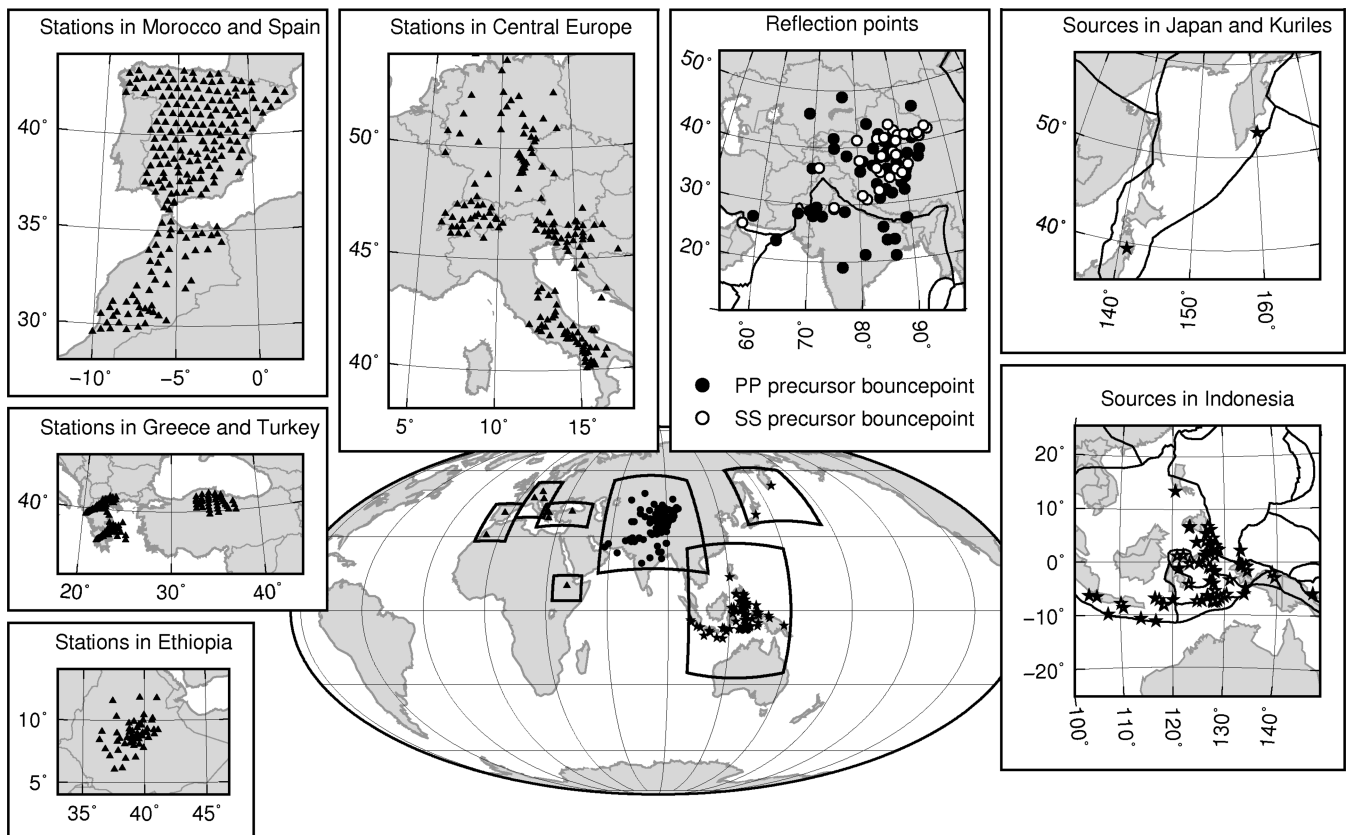 Stations in Morocco and Spain
40°
35°
30°
−10° −5° 0°
Stations in Central Europe
50°
45°
40°
5° 10° 15°
Reflection points
50°
40°
30°
20°
60° 70° 80° 90°
PP precursor bouncepoint
SS precursor bouncepoint
Sources in Japan and Kuriles
50°
40°
140° 150° 160°
Stations in Greece and Turkey
40°
20° 30° 40°
Sources in Indonesia
20°
10°
0°
−10°
−20°
100° 110° 120° 130° 140°
Stations in Ethiopia
10°
5°
35° 40° 45°